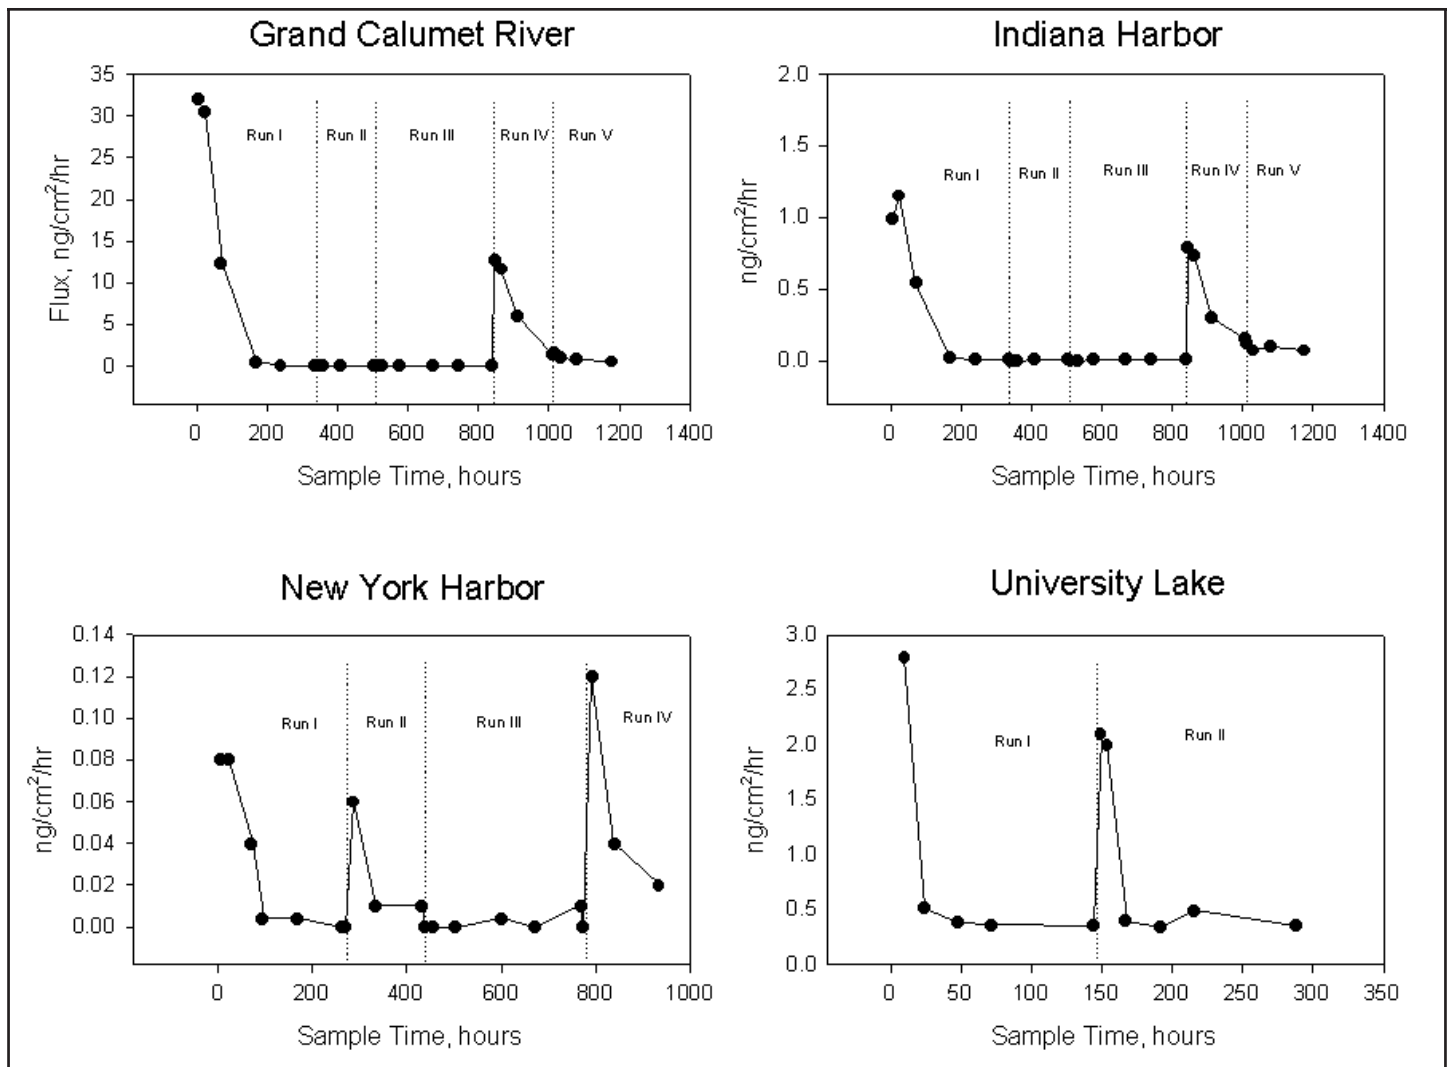 Grand Calumet River
35
30
25
20
15
10
5
0
Flux, ng/cm²/hr
Run I Run II Run III Run IV Run V
0 200 400 600 800 1000 1200 1400
Sample Time, hours
Indiana Harbor
2.0
1.5
1.0
0.5
0.0
ng/cm²/hr
Run I Run II Run III Run IV Run V
0 200 400 600 800 1000 1200 1400
Sample Time, hours
New York Harbor
0.14
0.12
0.10
0.08
0.06
0.04
0.02
0.00
ng/cm²/hr
Run I Run II Run III Run IV
0 200 400 600 800 1000
Sample Time, hours
University Lake
3.0
2.5
2.0
1.5
1.0
0.5
0.0
ng/cm²/hr
Run I Run II
0 50 100 150 200 250 300 350
Sample Time, hours